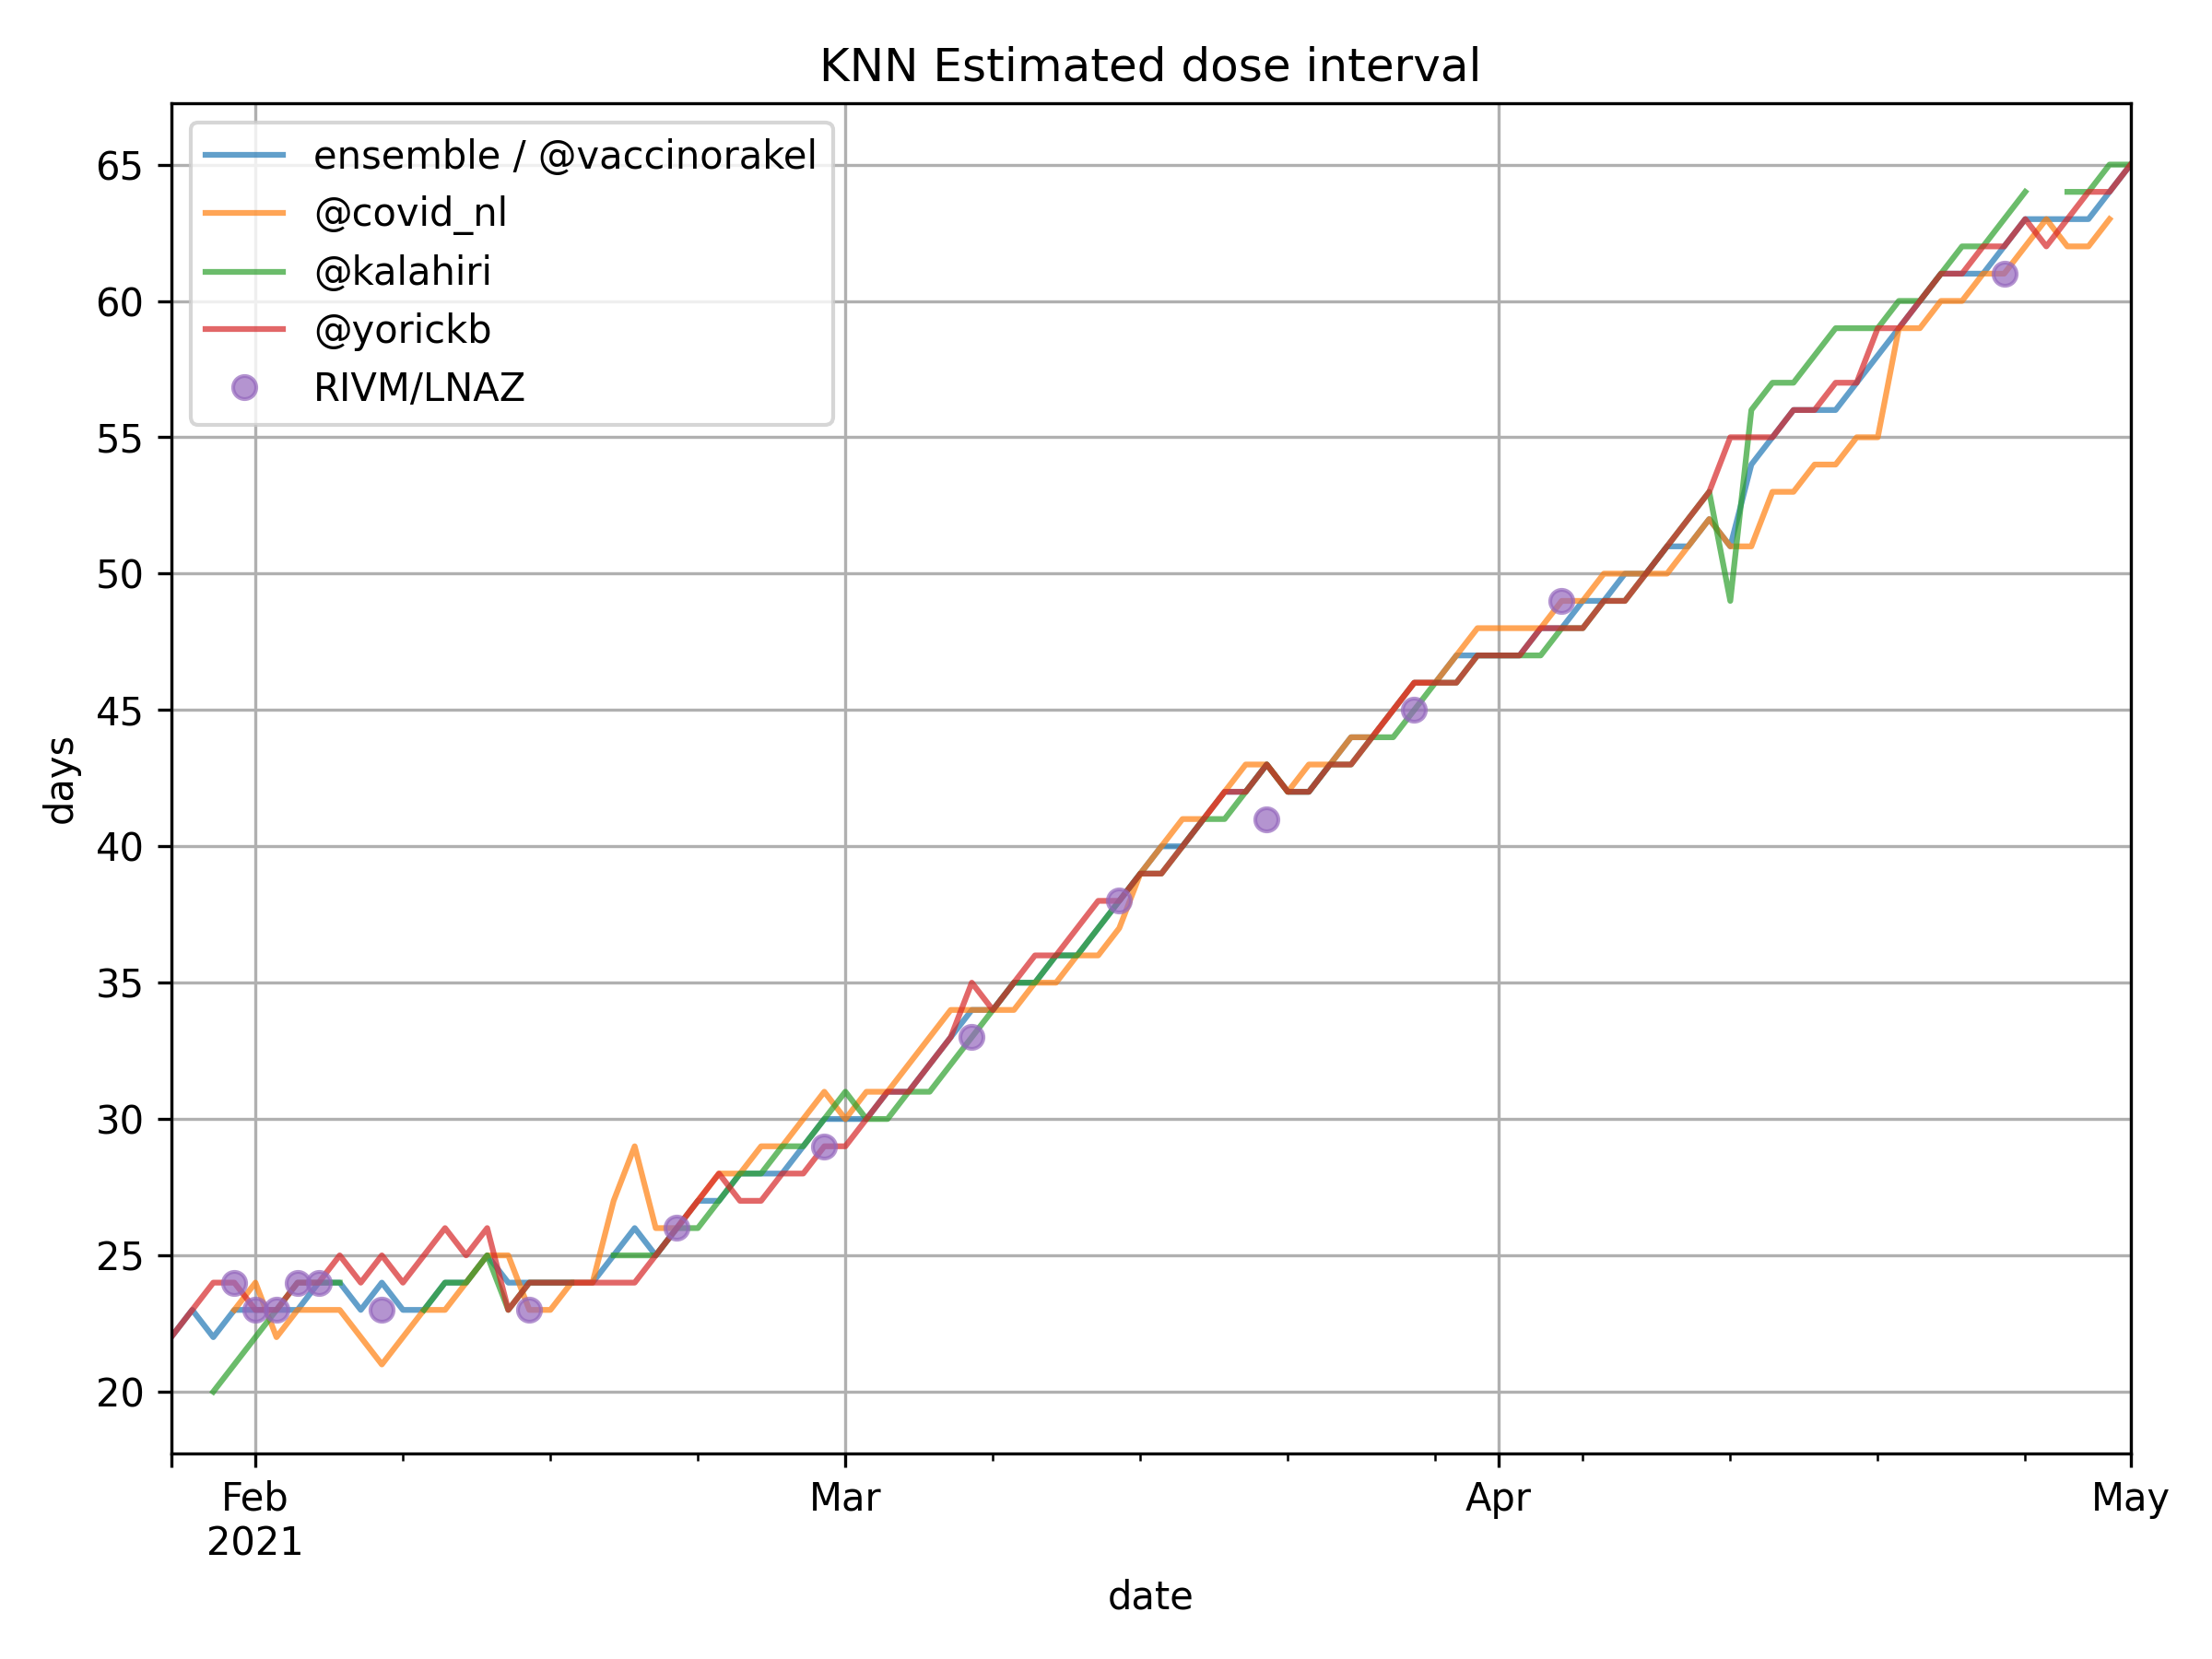 KNN Estimated dose interval
ensemble / @vaccinorakel
@covid_nl
@kalahiri
@yorickb
RIVM/LNAZ
65
60
55
50
45
40
35
30
25
20
days
Feb
2021
Mar
Apr
May
date